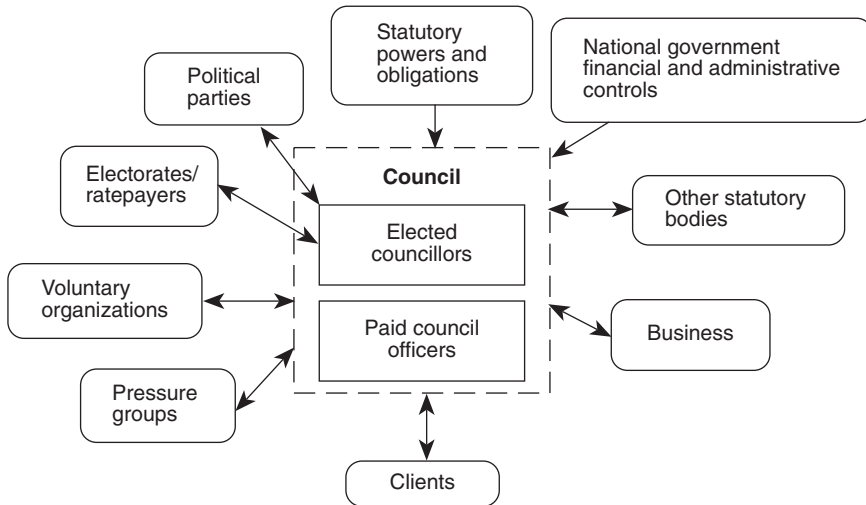 Statutory
powers and
obligations
National government
financial and administrative
controls
Political
parties
Electorates/
ratepayers
Council
Elected
councillors
Other statutory
bodies
Voluntary
organizations
Paid council
officers
Business
Pressure
groups
Clients